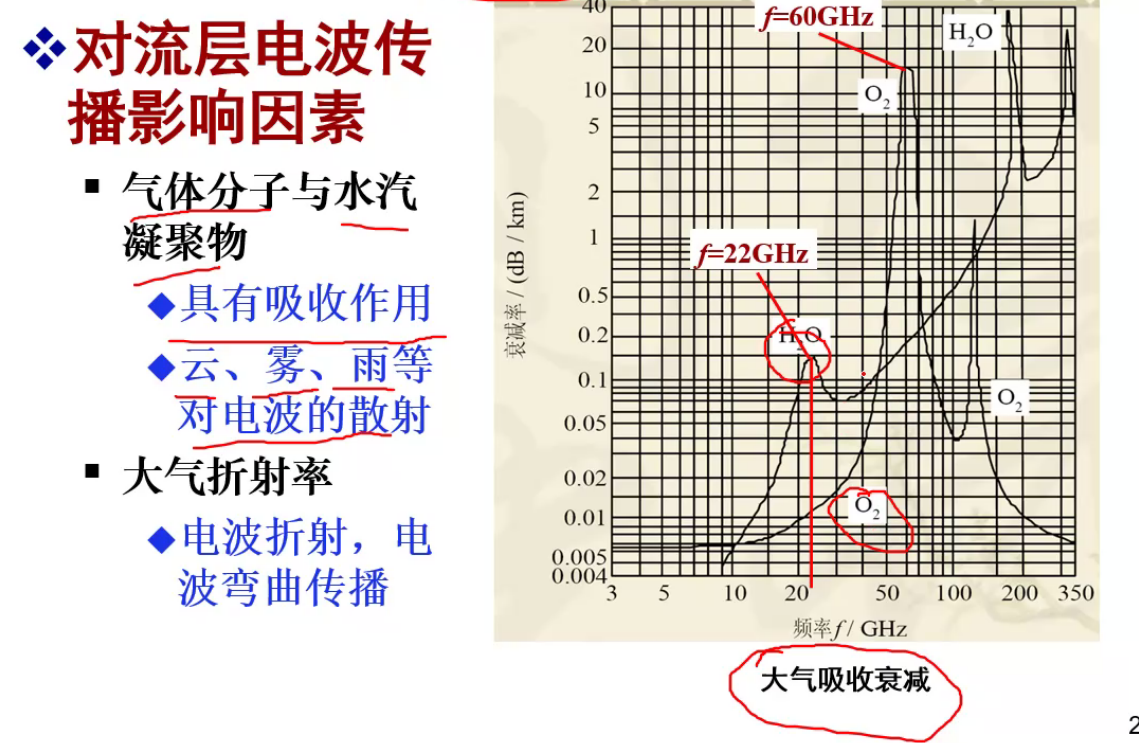 ❖对流层电波传
播影响因素
▪ 气体分子与水汽
凝聚物
◆具有吸收作用
◆云、雾、雨等
对电波的散射
▪ 大气折射率
◆电波折射，电
波弯曲传播
f=60GHz
H₂O
O₂
f=22GHz
H₂O
O₂
O₂
衰减率/(dB/km)
40
20
10
5
2
1
0.5
0.2
0.1
0.05
0.02
0.01
0.005
0.004
3 5 10 20 50 100 200 350
频率f/ GHz
大气吸收衰减
2